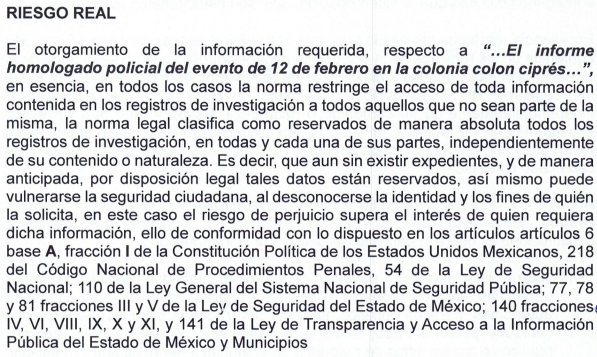 RIESGO REAL
El otorgamiento de la información requerida, respecto a “…El informe
homologado policial del evento de 12 de febrero en la colonia colon ciprés…”,
en esencia, en todos los casos la norma restringe el acceso de toda información
contenida en los registros de investigación a todos aquellos que no sean parte de la
misma, la norma legal clasifica como reservados de manera absoluta todos los
registros de investigación, en todas y cada una de sus partes, independientemente
de su contenido o naturaleza. Es decir, que aun sin existir expedientes, y de manera
anticipada, por disposición legal tales datos están reservados, así mismo puede
vulnerarse la seguridad ciudadana, al desconocerse la identidad y los fines de quién
la solicita, en este caso el riesgo de perjuicio supera el interés de quien requiera
dicha información, ello de conformidad con lo dispuesto en los artículos artículos 6
base A, fracción I de la Constitución Política de los Estados Unidos Mexicanos, 218
del Código Nacional de Procedimientos Penales, 54 de la Ley de Seguridad
Nacional; 110 de la Ley General del Sistema Nacional de Seguridad Pública; 77, 78
y 81 fracciones III y V de la Ley de Seguridad del Estado de México; 140 fracciones
IV, VI, VIII, IX, X y XI, y 141 de la Ley de Transparencia y Acceso a la Información
Pública del Estado de México y Municipios